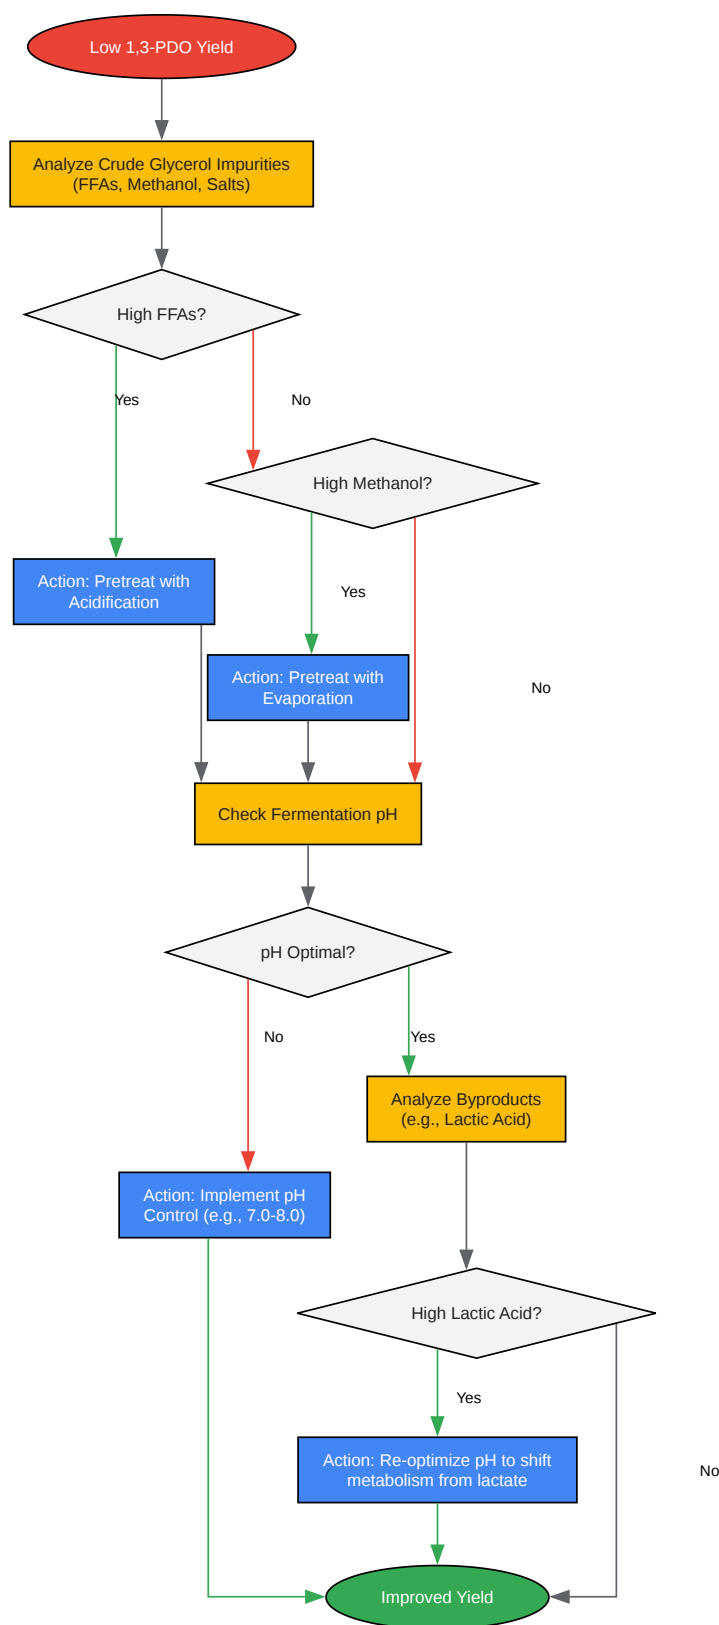 Low 1,3-PDO Yield
Analyze Crude Glycerol Impurities
(FFAs, Methanol, Salts)
High FFAs?
Yes
No
High Methanol?
Action: Pretreat with
Acidification
Yes
Action: Pretreat with
Evaporation
No
Check Fermentation pH
pH Optimal?
No
Yes
Analyze Byproducts
(e.g., Lactic Acid)
Action: Implement pH
Control (e.g., 7.0-8.0)
High Lactic Acid?
Yes
Action: Re-optimize pH to shift
metabolism from lactate
No
Improved Yield